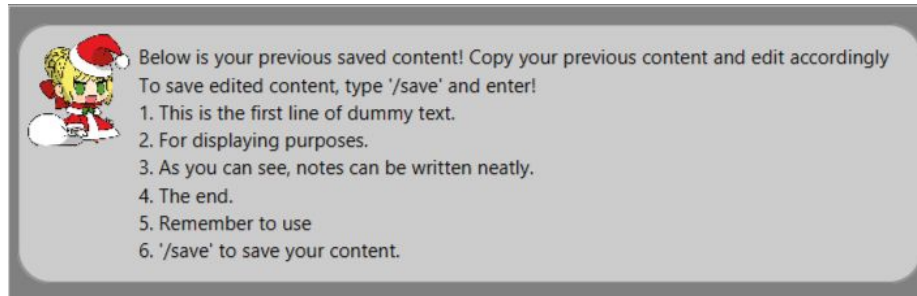 Below is your previous saved content! Copy your previous content and edit accordingly
To save edited content, type '/save' and enter!
1. This is the first line of dummy text.
2. For displaying purposes.
3. As you can see, notes can be written neatly.
4. The end.
5. Remember to use
6. '/save' to save your content.